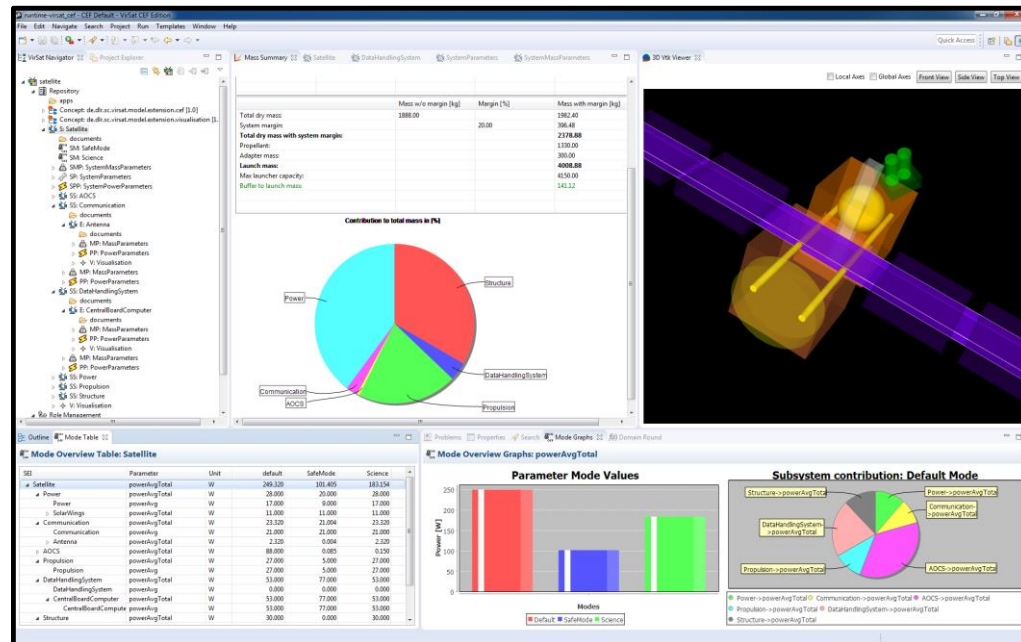 runtime-virsat_cef - CEF Default - VirSat CEF Edition
File Edit Navigate Search Project Run Templates Window Help
Quick Access
VirSat Navigator Project Explorer
satellite
Repository
apps
Concept: de.dlr.sc.virsat.model.extension.cef [1.0]
Concept: de.dlr.sc.virsat.model.extension.visualisation [1.
S: Satellite
documents
SM: SafeMode
SM: Science
SMP: SystemMassParameters
SP: SystemParameters
SPP: SystemPowerParameters
SS: AOCS
SS: Communication
documents
E: Antenna
documents
MP: MassParameters
PP: PowerParameters
V: Visualisation
MP: MassParameters
PP: PowerParameters
SS: DataHandlingSystem
documents
E: CentralBoardComputer
documents
MP: MassParameters
PP: PowerParameters
V: Visualisation
MP: MassParameters
PP: PowerParameters
SS: Power
SS: Propulsion
SS: Structure
V: Visualisation
Role Management
Mass Summary Satellite DataHandlingSystem SystemParameters SystemMassParameters
Mass w/o margin [kg] Margin [%] Mass with margin [kg]
Total dry mass: 1888.00 1982.40
System margin: 20.00 396.48
Total dry mass with system margin: 2378.88
Propellant: 1330.00
Adapter mass: 300.00
Launch mass: 4008.88
Max launcher capacity: 4150.00
Buffer to launch mass: 141.12
Contribution to total mass in [%]
Structure
Power
DataHandlingSystem
Communication
AOCS
Propulsion
3D Vtk Viewer
Local Axes Global Axes Front View Side View Top View
Outline Mode Table
Mode Overview Table: Satellite
SEI Parameter Unit default SafeMode Science
Satellite powerAvgTotal W 249.320 101.405 183.154
Power powerAvgTotal W 28.000 20.000 28.000
Power powerAvg W 17.000 9.000 17.000
SolarWings powerAvgTotal W 11.000 11.000 11.000
Communication powerAvgTotal W 23.320 21.004 23.320
Communication powerAvg W 21.000 21.000 21.000
Antenna powerAvgTotal W 2.320 0.004 2.320
AOCS powerAvgTotal W 88.000 0.085 0.150
Propulsion powerAvgTotal W 27.000 5.000 27.000
Propulsion powerAvg W 27.000 5.000 27.000
DataHandlingSystem powerAvgTotal W 53.000 77.000 53.000
DataHandlingSystem powerAvg W 0.000 0.000 0.000
CentralBoardComputer powerAvgTotal W 53.000 77.000 53.000
CentralBoardCompute powerAvg W 53.000 77.000 53.000
Structure powerAvgTotal W 30.000 0.000 30.000
Problems Properties Search Mode Graphs Domain Round
Mode Overview Graphs: powerAvgTotal
Parameter Mode Values
Power [W]
250
200
150
100
50
0
Modes
Default SafeMode Science
Subsystem contribution: Default Mode
Structure->powerAvgTotal
Power->powerAvgTotal
Communication->powerAvgTotal
DataHandlingSystem->powerAvgTotal
Propulsion->powerAvgTotal
AOCS->powerAvgTotal
Power->powerAvgTotal Communication->powerAvgTotal AOCS->powerAvgTotal
Propulsion->powerAvgTotal DataHandlingSystem->powerAvgTotal
Structure->powerAvgTotal